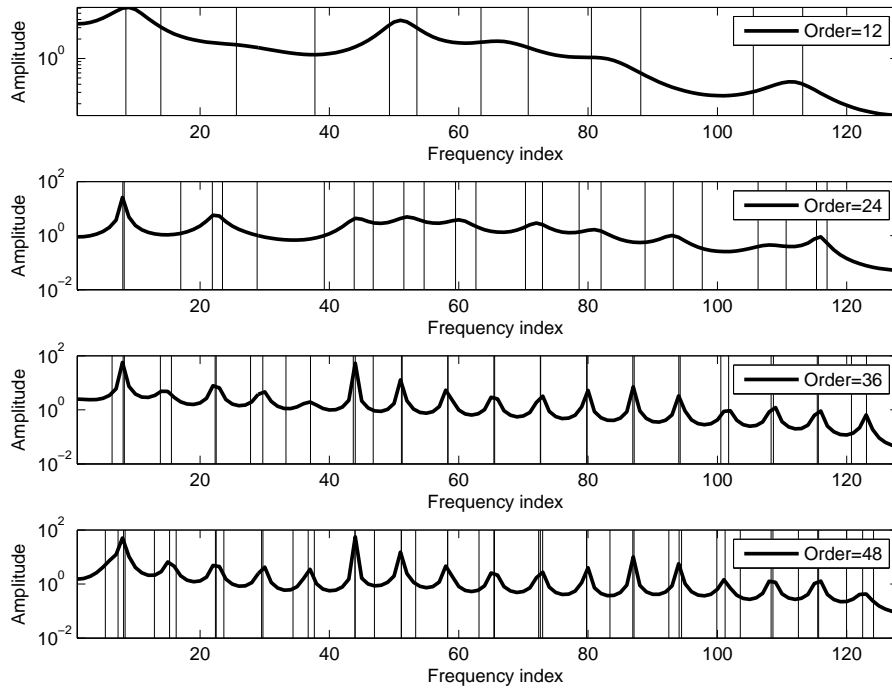 Amplitude
10^0
Order=12
20 40 60 80 100 120
Frequency index
Amplitude
10^2
10^0
10^−2
Order=24
20 40 60 80 100 120
Frequency index
Amplitude
10^2
10^0
10^−2
Order=36
20 40 60 80 100 120
Frequency index
Amplitude
10^2
10^0
10^−2
Order=48
20 40 60 80 100 120
Frequency index